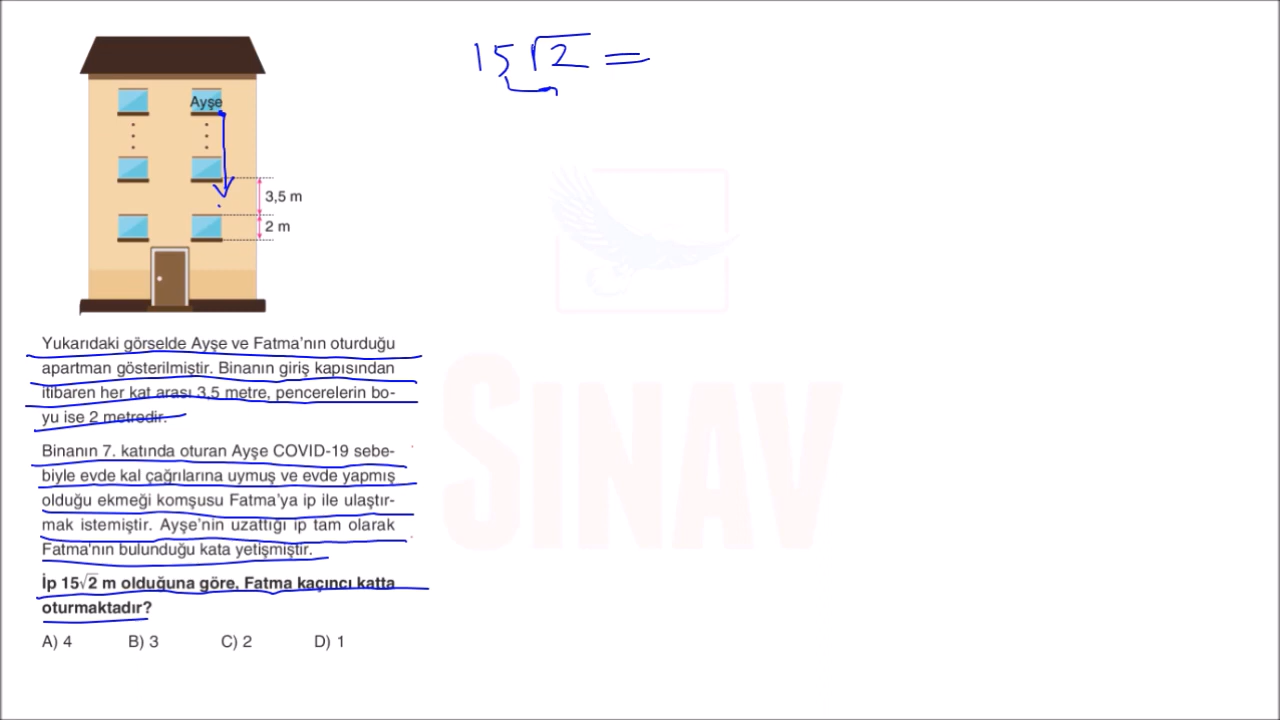 15√2 =
Ayşe
3,5 m
2 m
Yukarıdaki görselde Ayşe ve Fatma'nın oturduğu
apartman gösterilmiştir. Binanın giriş kapısından
itibaren her kat arası 3,5 metre, pencerelerin bo-
yu ise 2 metredir.
Binanın 7. katında oturan Ayşe COVID-19 sebe-
biyle evde kal çağrılarına uymuş ve evde yapmış
olduğu ekmeği komşusu Fatma'ya ip ile ulaştır-
mak istemiştir. Ayşe'nin uzattığı ip tam olarak
Fatma'nın bulunduğu kata yetişmiştir.
İp 15√2 m olduğuna göre, Fatma kaçıncı katta
oturmaktadır?
A) 4 B) 3 C) 2 D) 1
SINAV